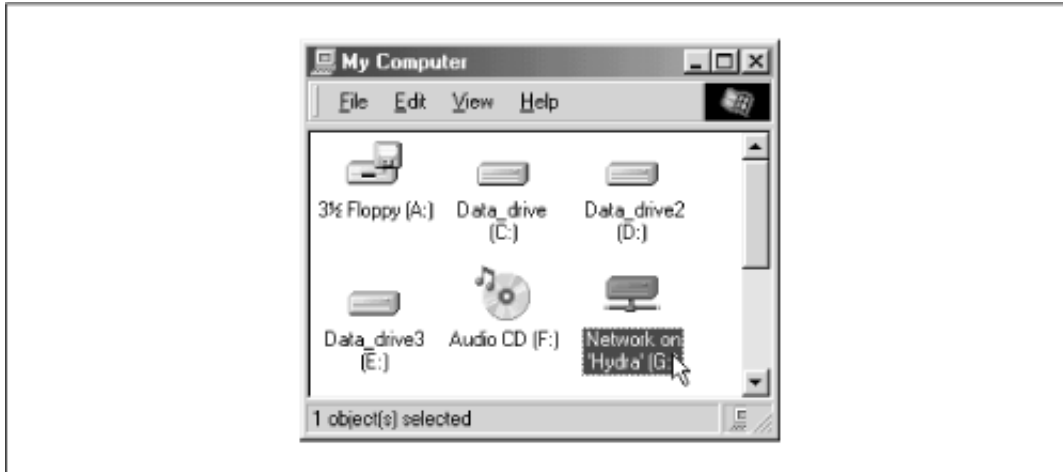 My Computer
File Edit View Help
3½ Floppy (A:)
Data_drive
(C:)
Data_drive2
(D:)
Data_drive3
(E:)
Audio CD (F:)
Network on
'Hydra' (G:
1 object(s) selected